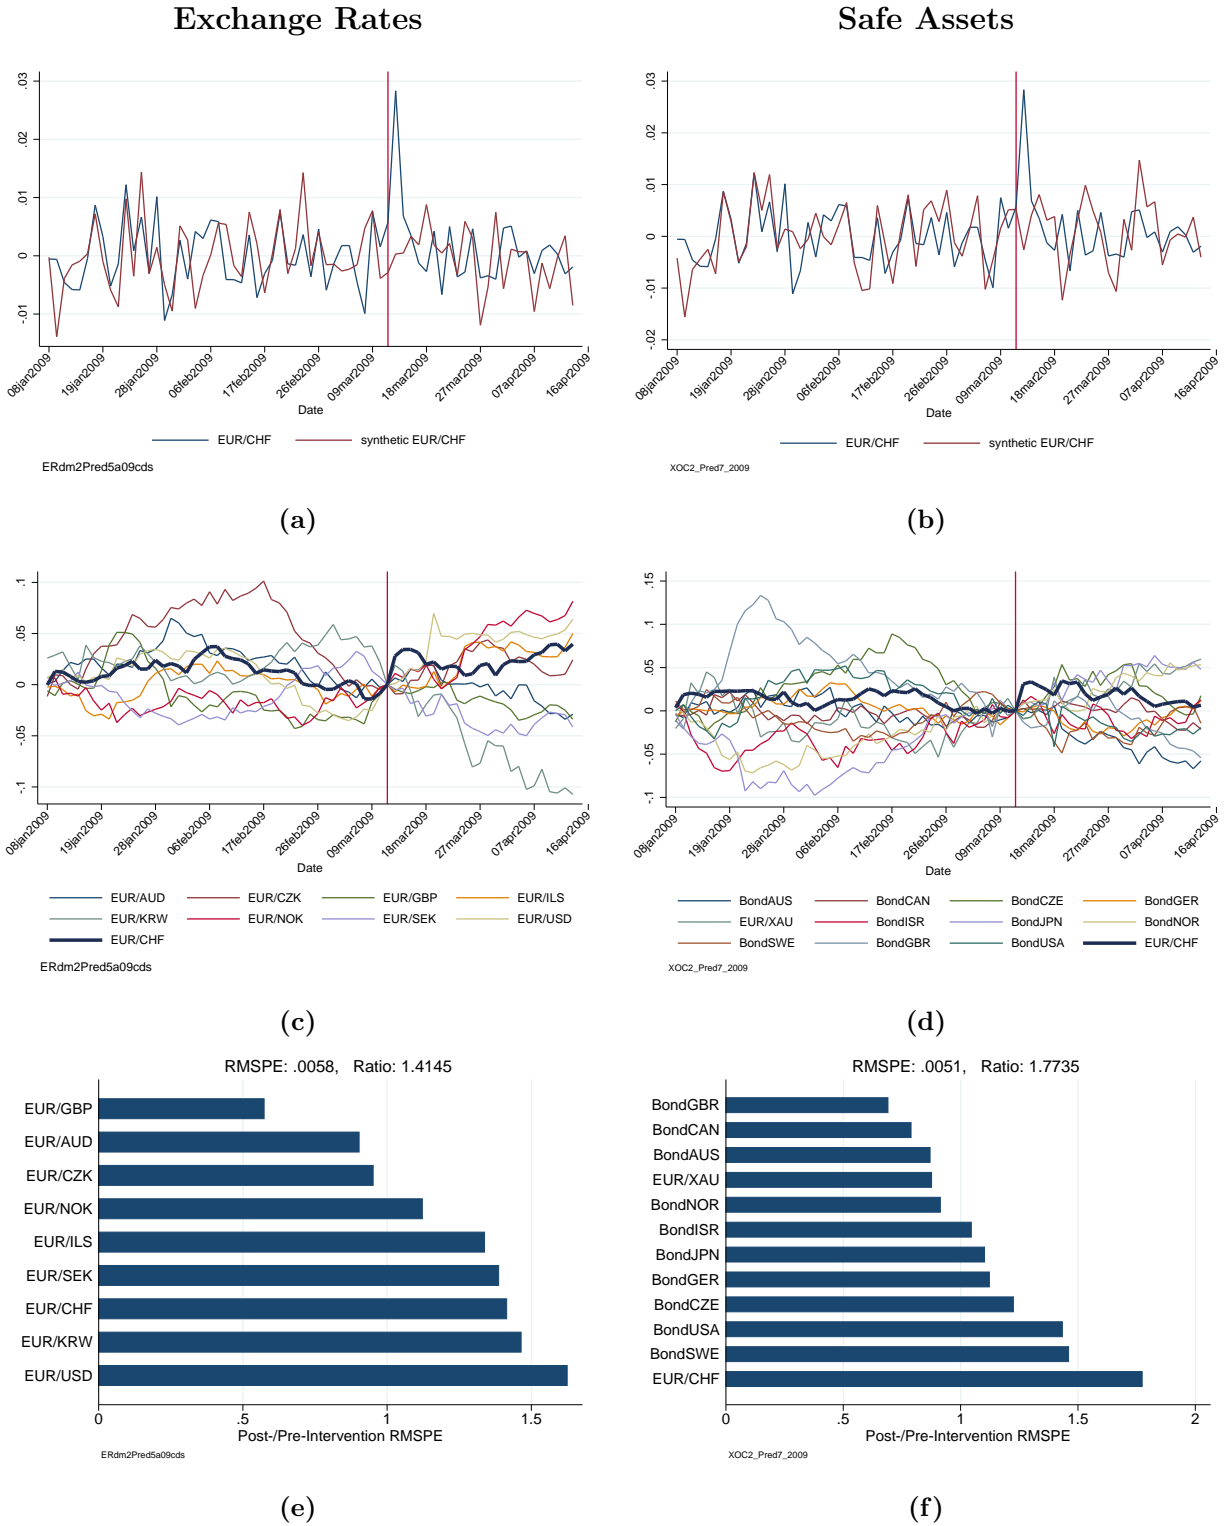 Exchange Rates
Safe Assets
.03
.02
.01
0
-.01
08jan2009
19jan2009
28jan2009
06feb2009
17feb2009
26feb2009
09mar2009
18mar2009
27mar2009
07apr2009
16apr2009
Date
EUR/CHF
synthetic EUR/CHF
ERdm2Pred5a09cds
(a)
.03
.02
.01
0
-.01
-.02
08jan2009
19jan2009
28jan2009
06feb2009
17feb2009
26feb2009
09mar2009
18mar2009
27mar2009
07apr2009
16apr2009
Date
EUR/CHF
synthetic EUR/CHF
XOC2_Pred7_2009
(b)
.1
.05
0
-.05
-.1
08jan2009
19jan2009
28jan2009
06feb2009
17feb2009
26feb2009
09mar2009
18mar2009
27mar2009
07apr2009
16apr2009
Date
EUR/AUD
EUR/CZK
EUR/GBP
EUR/ILS
EUR/KRW
EUR/NOK
EUR/SEK
EUR/USD
EUR/CHF
ERdm2Pred5a09cds
(c)
.15
.1
.05
0
-.05
-.1
08jan2009
19jan2009
28jan2009
06feb2009
17feb2009
26feb2009
09mar2009
18mar2009
27mar2009
07apr2009
16apr2009
Date
BondAUS
BondCAN
BondCZE
BondGER
EUR/XAU
BondISR
BondJPN
BondNOR
BondSWE
BondGBR
BondUSA
EUR/CHF
XOC2_Pred7_2009
(d)
RMSPE: .0058, Ratio: 1.4145
EUR/GBP
EUR/AUD
EUR/CZK
EUR/NOK
EUR/ILS
EUR/SEK
EUR/CHF
EUR/KRW
EUR/USD
0
.5
1
1.5
Post-/Pre-Intervention RMSPE
ERdm2Pred5a09cds
(e)
RMSPE: .0051, Ratio: 1.7735
BondGBR
BondCAN
BondAUS
EUR/XAU
BondNOR
BondISR
BondJPN
BondGER
BondCZE
BondUSA
BondSWE
EUR/CHF
0
.5
1
1.5
2
Post-/Pre-Intervention RMSPE
XOC2_Pred7_2009
(f)